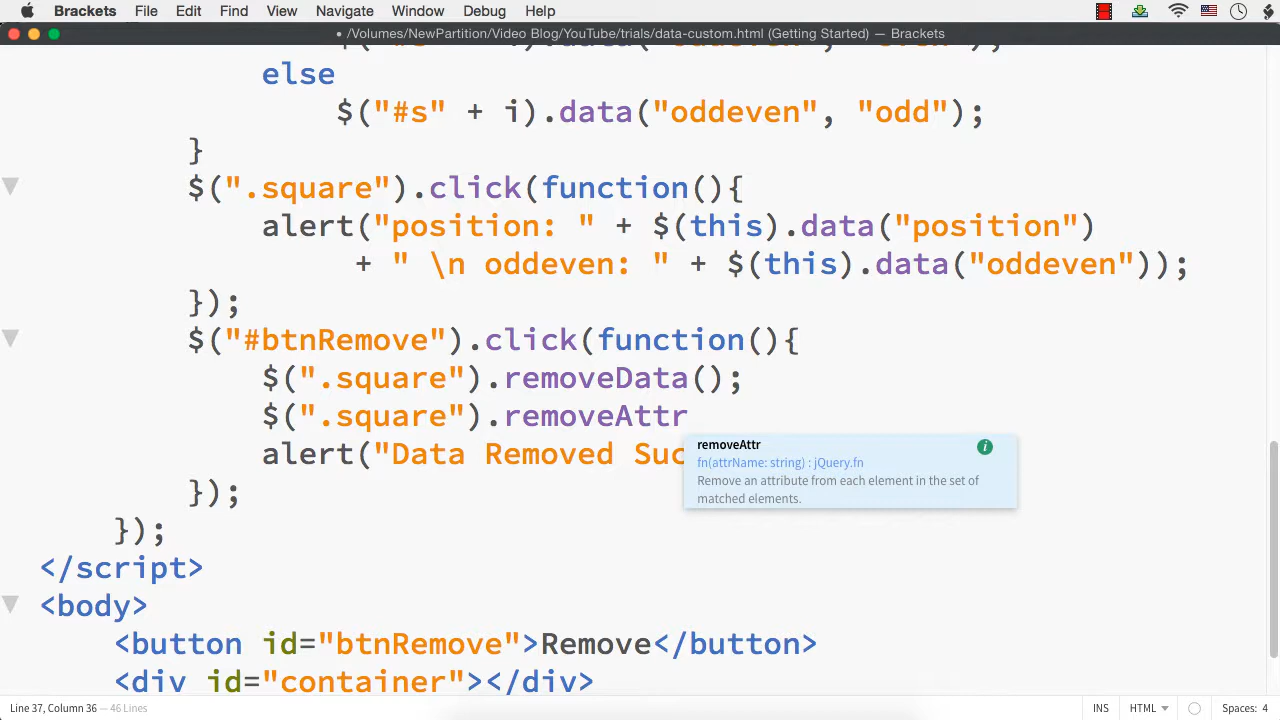 Brackets File Edit Find View Navigate Window Debug Help
• /Volumes/NewPartition/Video Blog/YouTube/trials/data-custom.html (Getting Started) — Brackets
else
$("#s" + i).data("oddeven", "odd");
}
$(".square").click(function(){
alert("position: " + $(this).data("position")
+ " \n oddeven: " + $(this).data("oddeven"));
});
$("#btnRemove").click(function(){
$(".square").removeData();
$(".square").removeAttr
removeAttr
fn(attrName: string) : jQuery.fn
Remove an attribute from each element in the set of
matched elements.
alert("Data Removed Suc
});
});
</script>
<body>
<button id="btnRemove">Remove</button>
<div id="container"></div>
Line 37, Column 36 — 46 Lines
INS HTML Spaces: 4